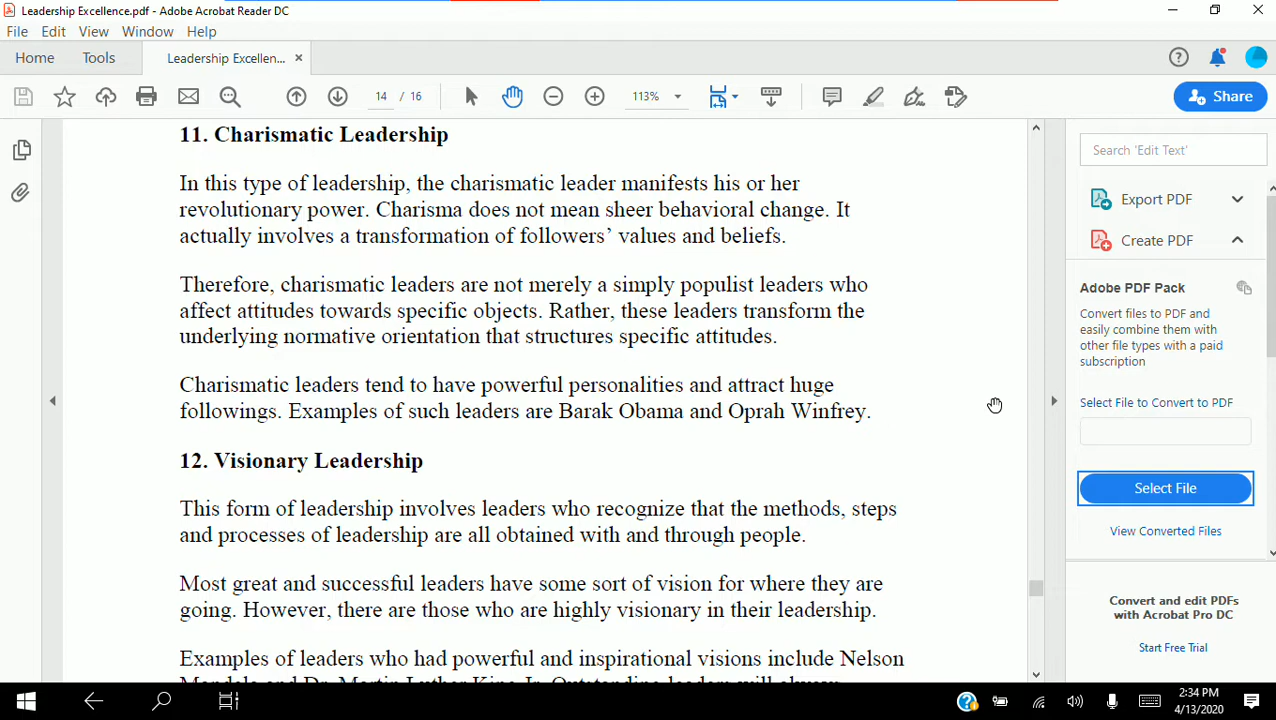 Leadership Excellence.pdf - Adobe Acrobat Reader DC
File Edit View Window Help
Home Tools Leadership Excellen... ×
14 / 16 113% Share
11. Charismatic Leadership
In this type of leadership, the charismatic leader manifests his or her
revolutionary power. Charisma does not mean sheer behavioral change. It
actually involves a transformation of followers’ values and beliefs.
Therefore, charismatic leaders are not merely a simply populist leaders who
affect attitudes towards specific objects. Rather, these leaders transform the
underlying normative orientation that structures specific attitudes.
Charismatic leaders tend to have powerful personalities and attract huge
followings. Examples of such leaders are Barak Obama and Oprah Winfrey.
12. Visionary Leadership
This form of leadership involves leaders who recognize that the methods, steps
and processes of leadership are all obtained with and through people.
Most great and successful leaders have some sort of vision for where they are
going. However, there are those who are highly visionary in their leadership.
Examples of leaders who had powerful and inspirational visions include Nelson
Mandela and Dr. Martin Luther King Jr. Outstanding leaders will always
Search 'Edit Text'
Export PDF
Create PDF
Adobe PDF Pack
Convert files to PDF and
easily combine them with
other file types with a paid
subscription
Select File to Convert to PDF
Select File
View Converted Files
Convert and edit PDFs
with Acrobat Pro DC
Start Free Trial
2:34 PM
4/13/2020